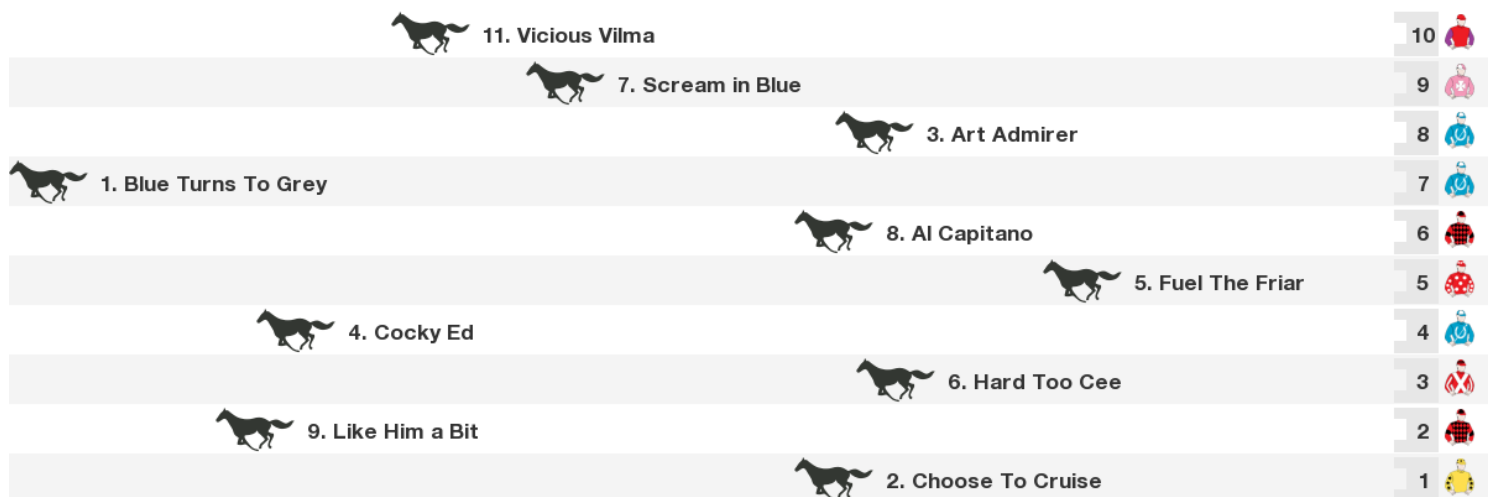 11. Vicious Vilma 10
7. Scream in Blue 9
3. Art Admirer 8
1. Blue Turns To Grey 7
8. Al Capitano 6
5. Fuel The Friar 5
4. Cocky Ed 4
6. Hard Too Cee 3
9. Like Him a Bit 2
2. Choose To Cruise 1